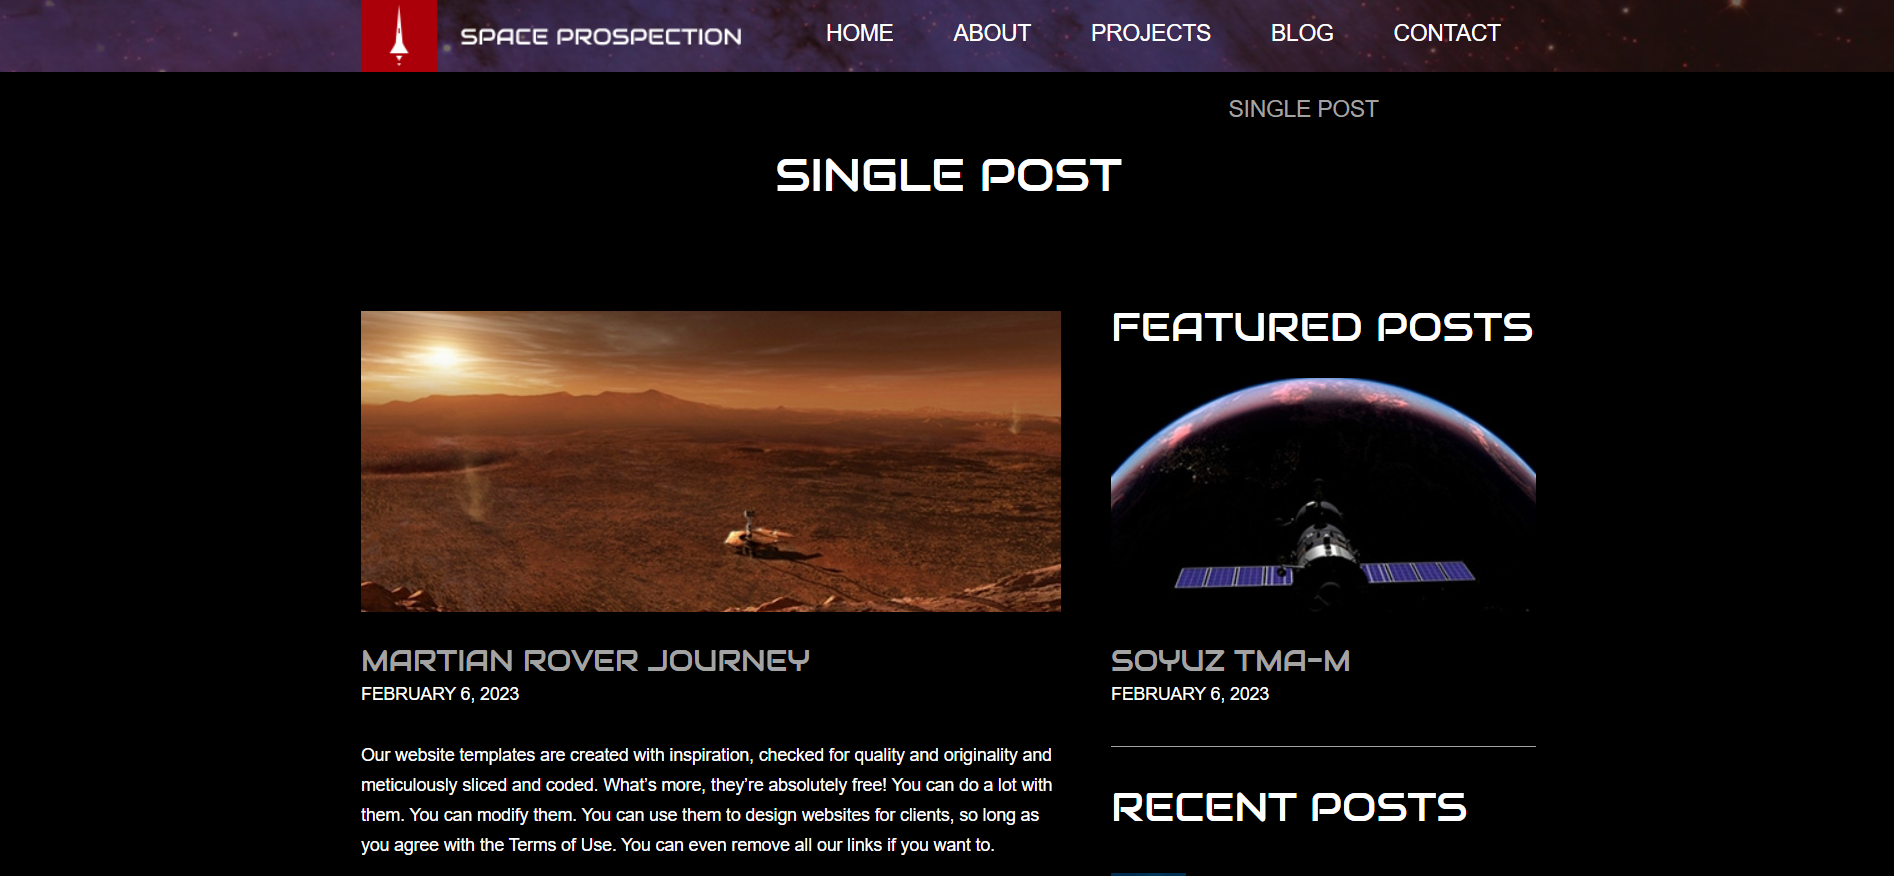 SPACE PROSPECTION
HOME
ABOUT
PROJECTS
BLOG
CONTACT
SINGLE POST
SINGLE POST
MARTIAN ROVER JOURNEY
FEBRUARY 6, 2023
Our website templates are created with inspiration, checked for quality and originality and
meticulously sliced and coded. What’s more, they’re absolutely free! You can do a lot with
them. You can modify them. You can use them to design websites for clients, so long as
you agree with the Terms of Use. You can even remove all our links if you want to.
FEATURED POSTS
SOYUZ TMA-M
FEBRUARY 6, 2023
RECENT POSTS